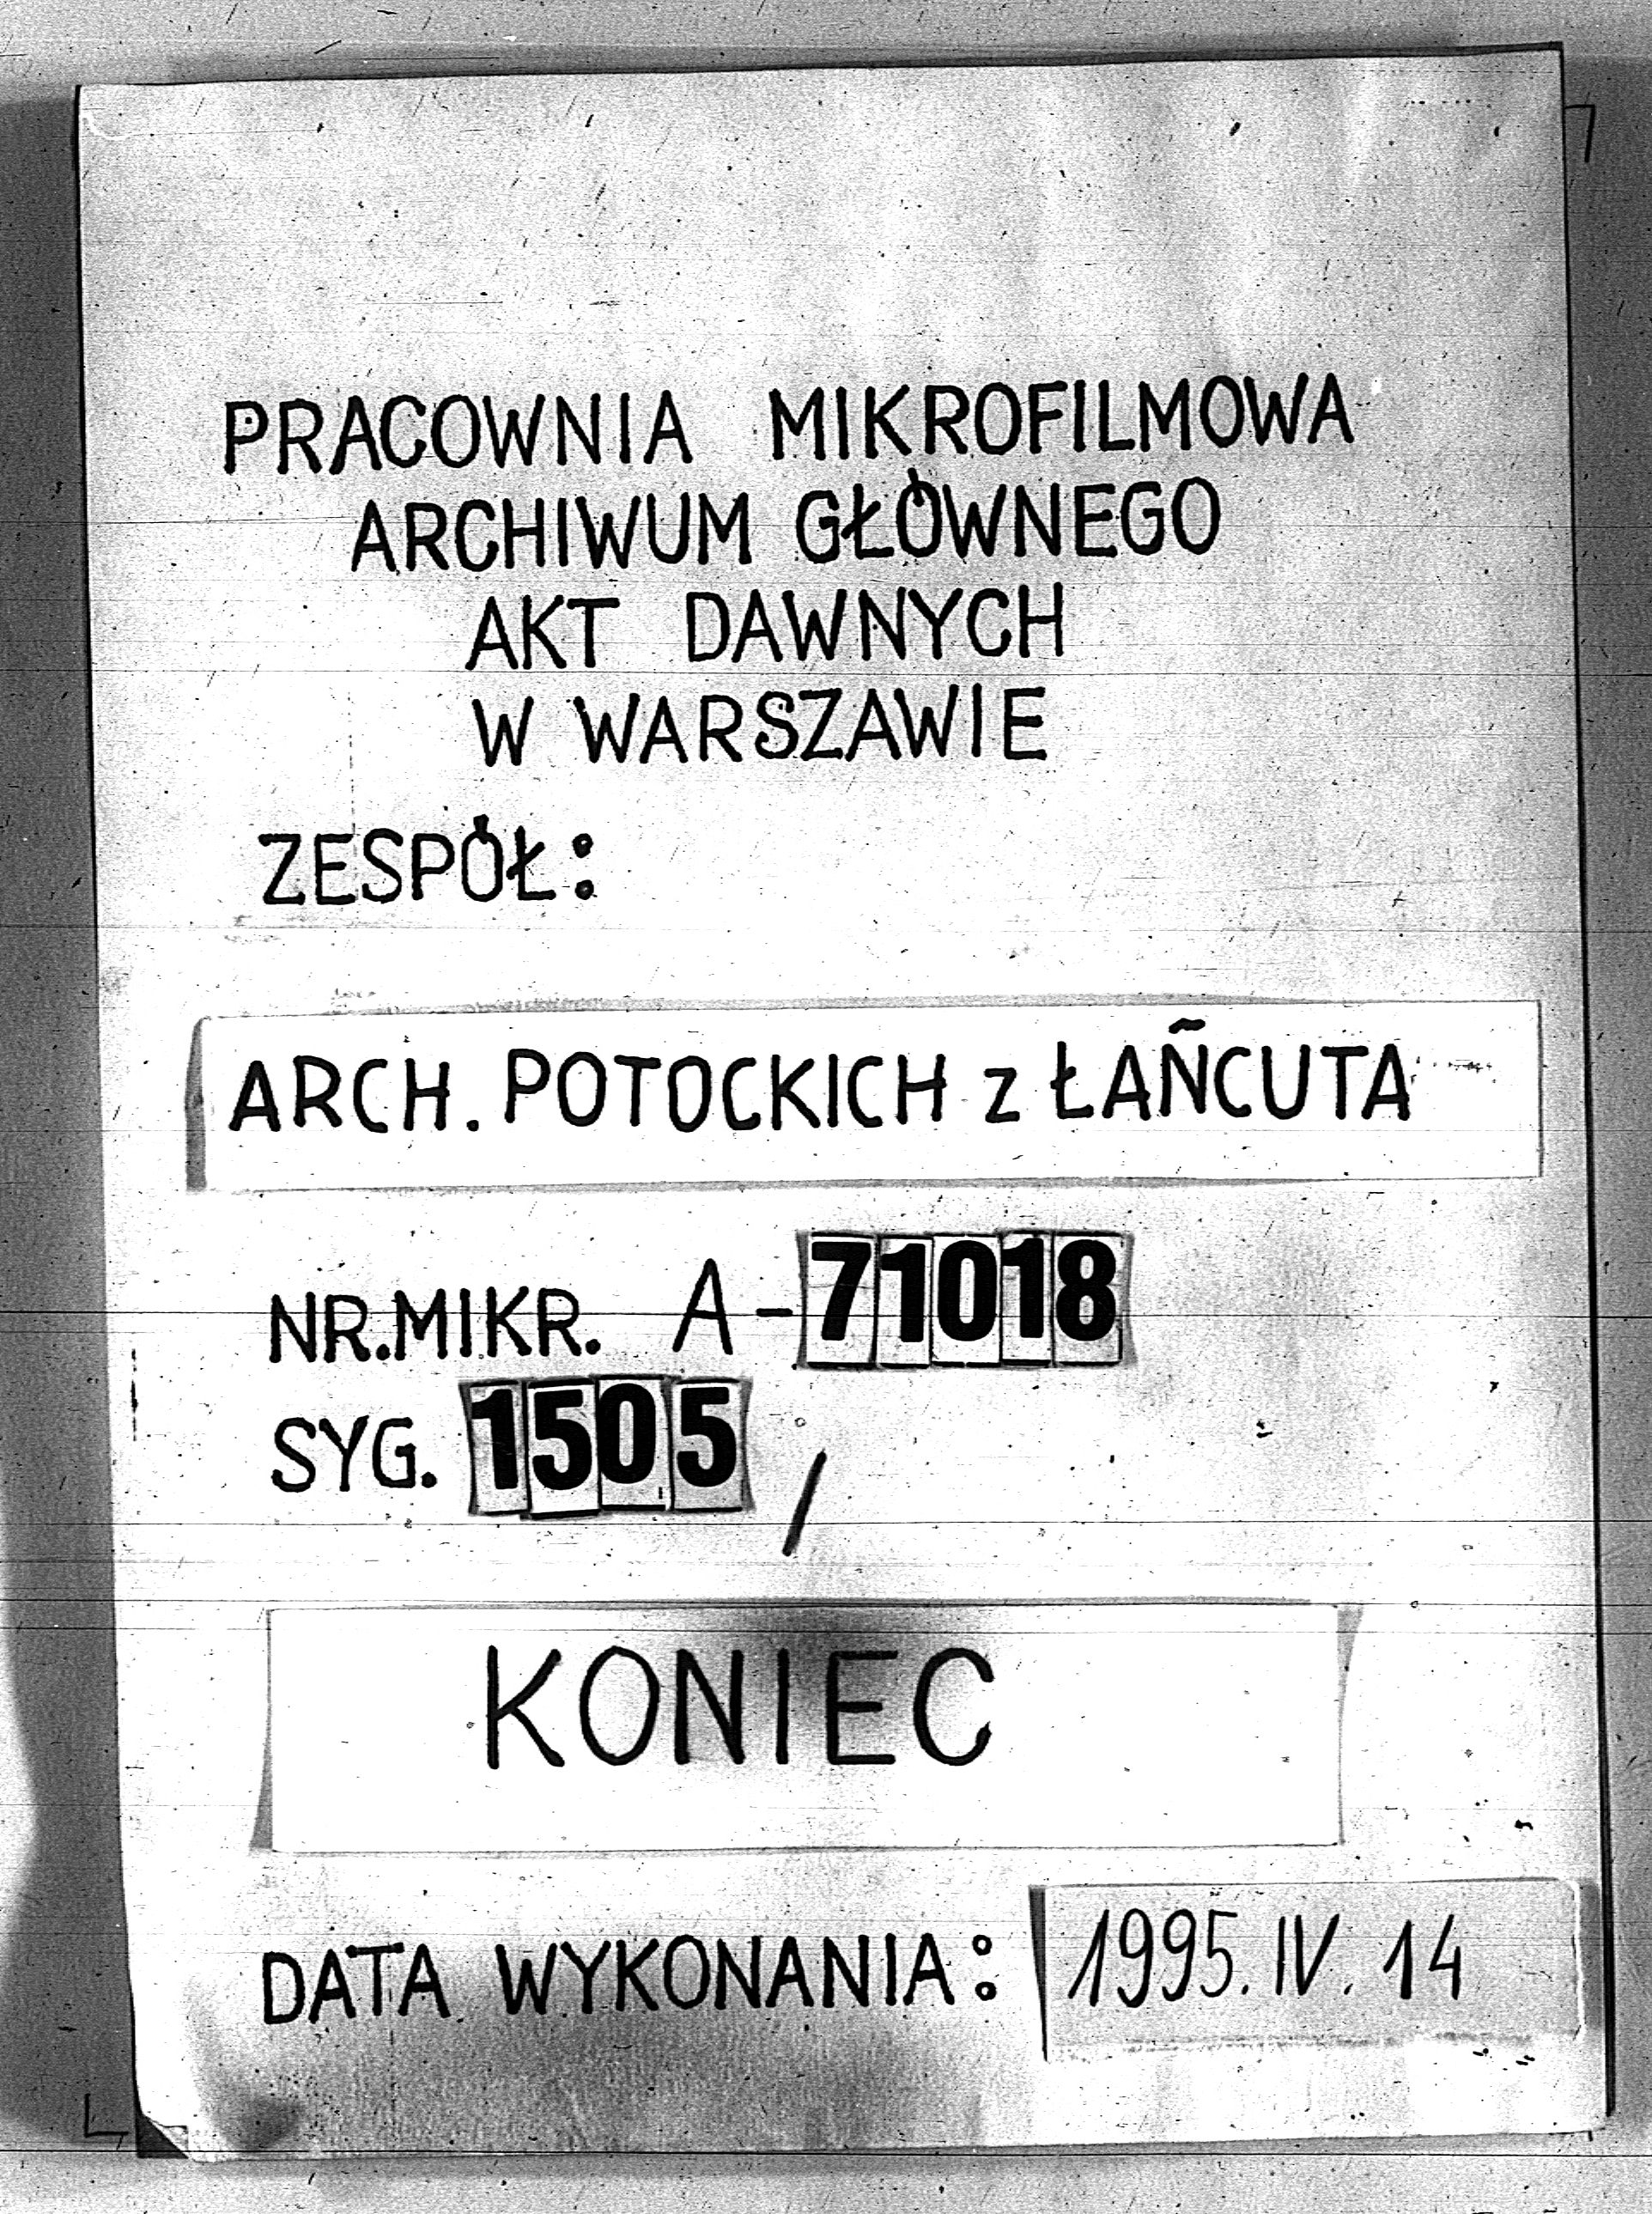 PRACOWNIA MIKROFILMOWA
ARCHIWUM GŁÓWNEGO
AKT DAWNYCH
W WARSZAWIE
ZESPÓŁ:
ARCH. POTOCKICH z ŁAŃCUTA
NR.MIKR. A-71018
SYG. 1505 /
KONIEC
DATA WYKONANIA: 1995.IV.14